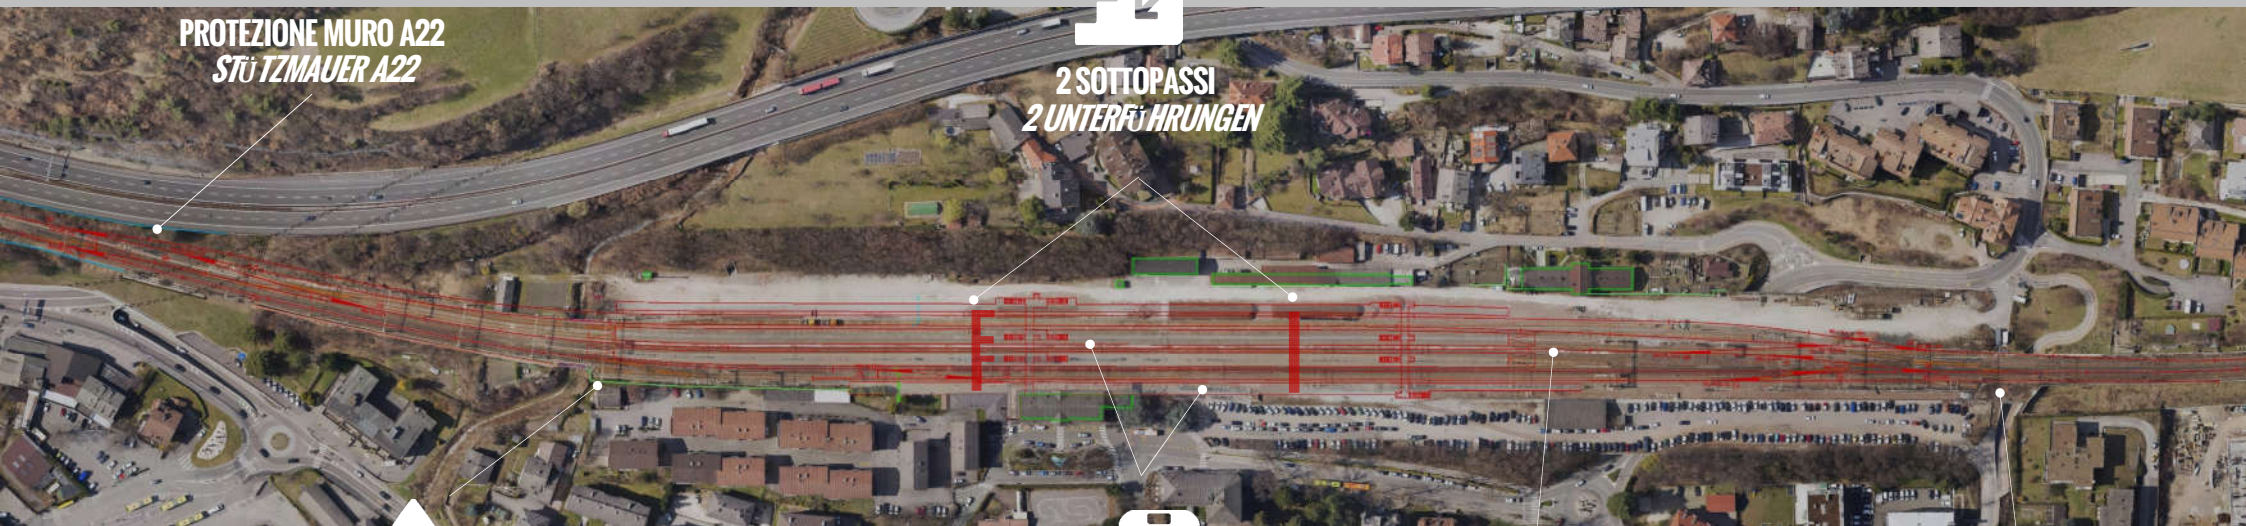 PROTEZIONE MURO A22
STÜTZMAUER A22
2 SOTTOPASSI
2 UNTERFÜHRUNGEN